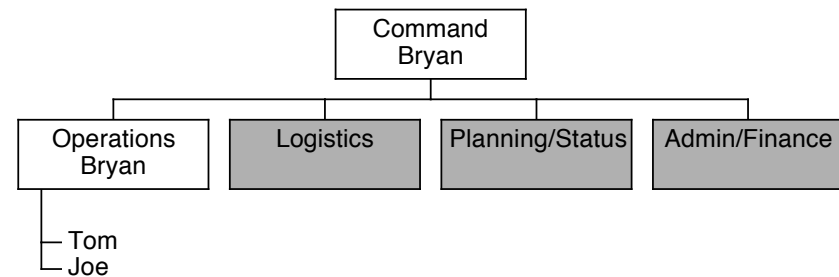 Command
Bryan
Operations
Bryan
Logistics
Planning/Status
Admin/Finance
Tom
Joe